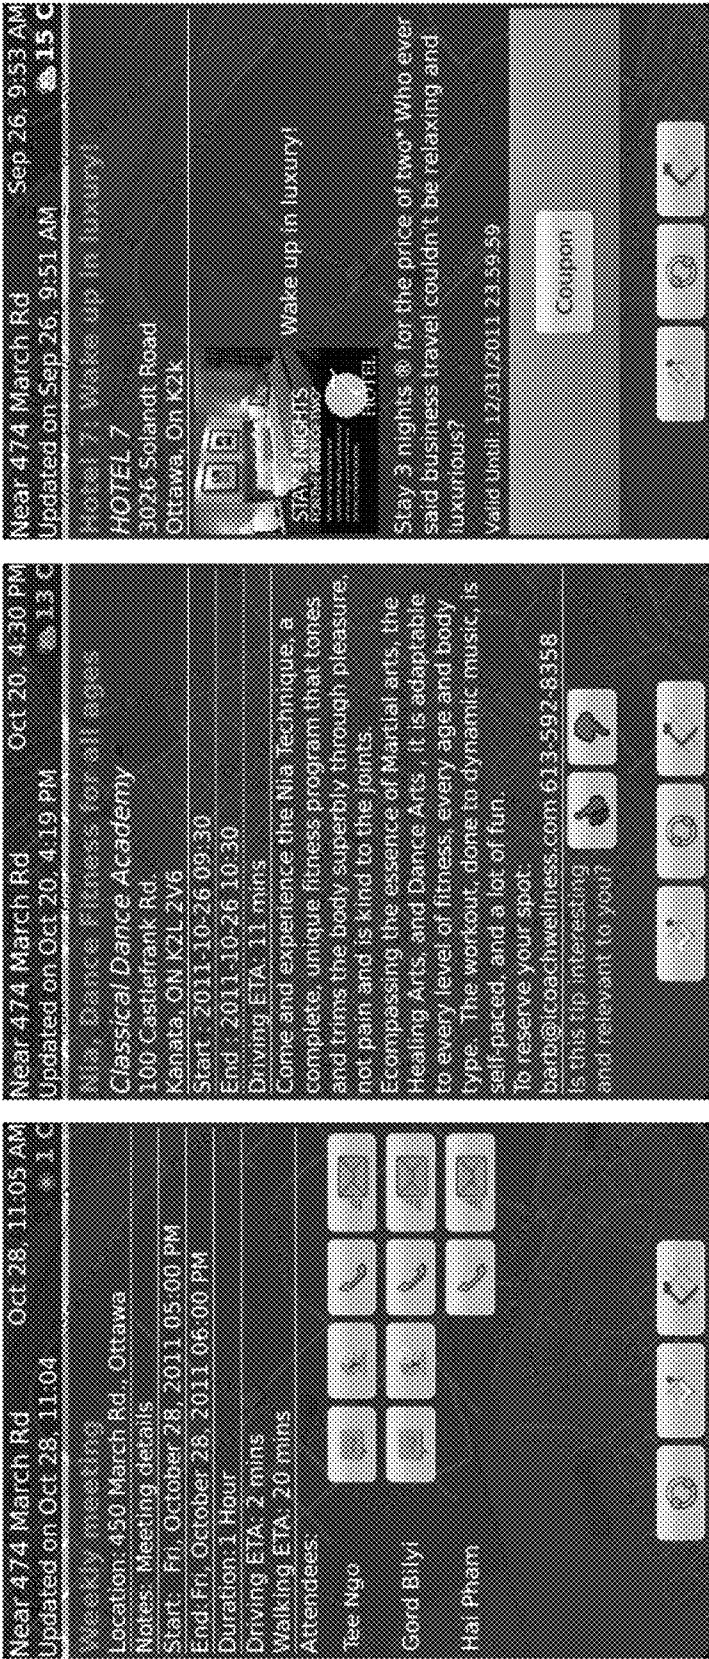 Near 474 March Rd Oct 28, 11:05 AM
Updated on Oct 28, 11:04 1 C
Weekly meeting
Location: 450 March Rd., Ottawa
Notes: Meeting details
Start: Fri, October 28, 2011 05:00 PM
End:Fri, October 28, 2011 06:00 PM
Duration:1 Hour
Driving ETA: 2 mins
Walking ETA: 20 mins
Attendees:
Tee Ngo
Gord Bilyi
Hai Pham
Near 474 March Rd Oct 20, 4:30 PM
Updated on Oct 20, 4:19 PM 13 C
Nia, Dance Fitness for all ages
Classical Dance Academy
100 Castlefrank Rd.
Kanata, ON K2L 2V6
Start : 2011-10-26 09:30
End : 2011-10-26 10:30
Driving ETA: 11 mins
Come and experience the Nia Technique, a
complete, unique fitness program that tones
and trims the body superbly through pleasure,
not pain and is kind to the joints.
Ecompassing the essence of Martial arts, the
Healing Arts, and Dance Arts , it is adaptable
to every level of fitness, every age and body
type. The workout, done to dynamic music, is
self-paced, and a lot of fun.
To reserve your spot:
barb@icoachwellness.com 613-592-8358
Is this tip interesting
and relevant to you?
Near 474 March Rd Sep 26, 9:53 AM
Updated on Sep 26, 9:51 AM 15 C
Hotel 7: Wake up in luxury!
HOTEL 7
3026 Solandt Road
Ottawa, On K2k
STAY 3 NIGHTS
HOTEL
Wake up in luxury!
Stay 3 nights ® for the price of two* Who ever
said business travel couldn't be relaxing and
luxurious?
Valid Until: 12/31/2011 23:59:59
Coupon